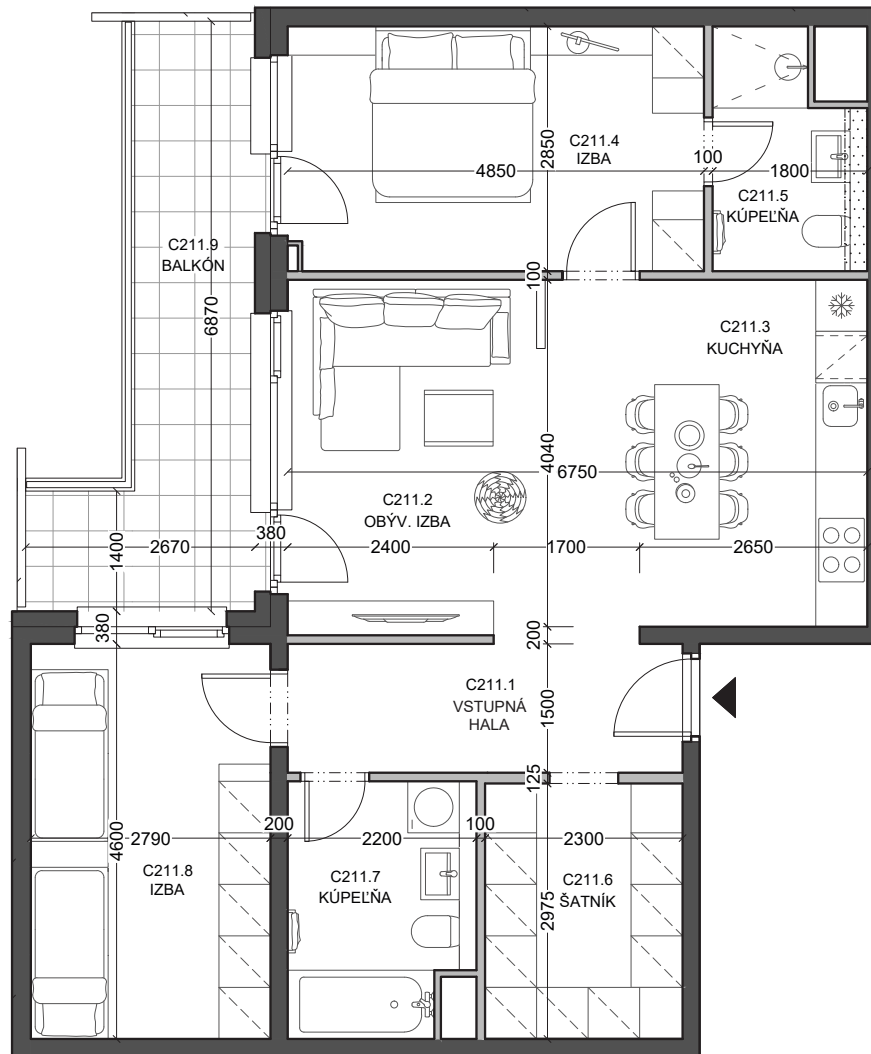 2850
C211.4
IZBA
4850
100
1800
C211.5
KÚPEĽŇA
C211.9
BALKÓN
6870
100
C211.3
KUCHYŇA
4040
6750
C211.2
OBÝV. IZBA
380
2670
2400
1700
2650
1400
380
200
C211.1
VSTUPNÁ
HALA
1500
125
200
100
2790
2200
2300
4600
C211.8
IZBA
C211.7
KÚPEĽŇA
C211.6
ŠATNÍK
2975